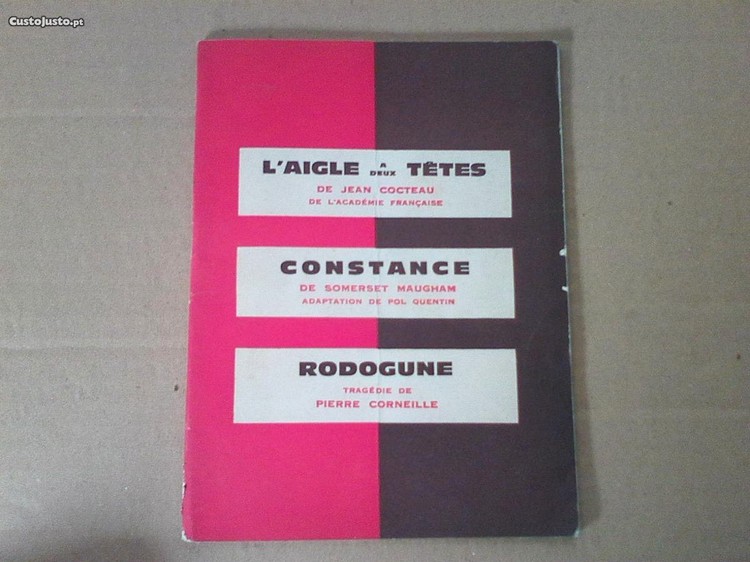 CustoJusto.pt
L'AIGLE A DEUX TÊTES
DE JEAN COCTEAU
DE L'ACADÉMIE FRANÇAISE
CONSTANCE
DE SOMERSET MAUGHAM
ADAPTATION DE POL QUENTIN
RODOGUNE
TRAGÉDIE DE
PIERRE CORNEILLE